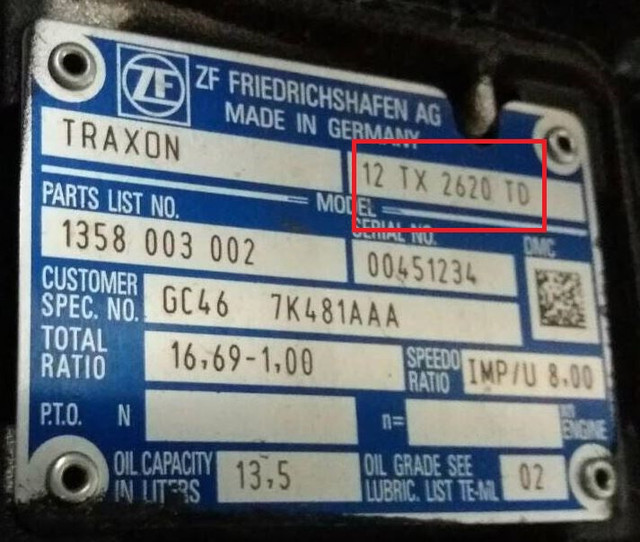 ZF ZF FRIEDRICHSHAFEN AG
MADE IN GERMANY
TRAXON 12 TX 2620 TD
MODEL
PARTS LIST NO. SERIAL NO. DMC
1358 003 002 00451234
CUSTOMER SPEC. NO. GC46 7K481AAA
TOTAL RATIO 16,69-1,00 SPEEDO RATIO IMP/U 8,00
P.T.O. N n= ENGINE
OIL CAPACITY IN LITERS 13,5 OIL GRADE SEE LUBRIC. LIST TE-ML 02